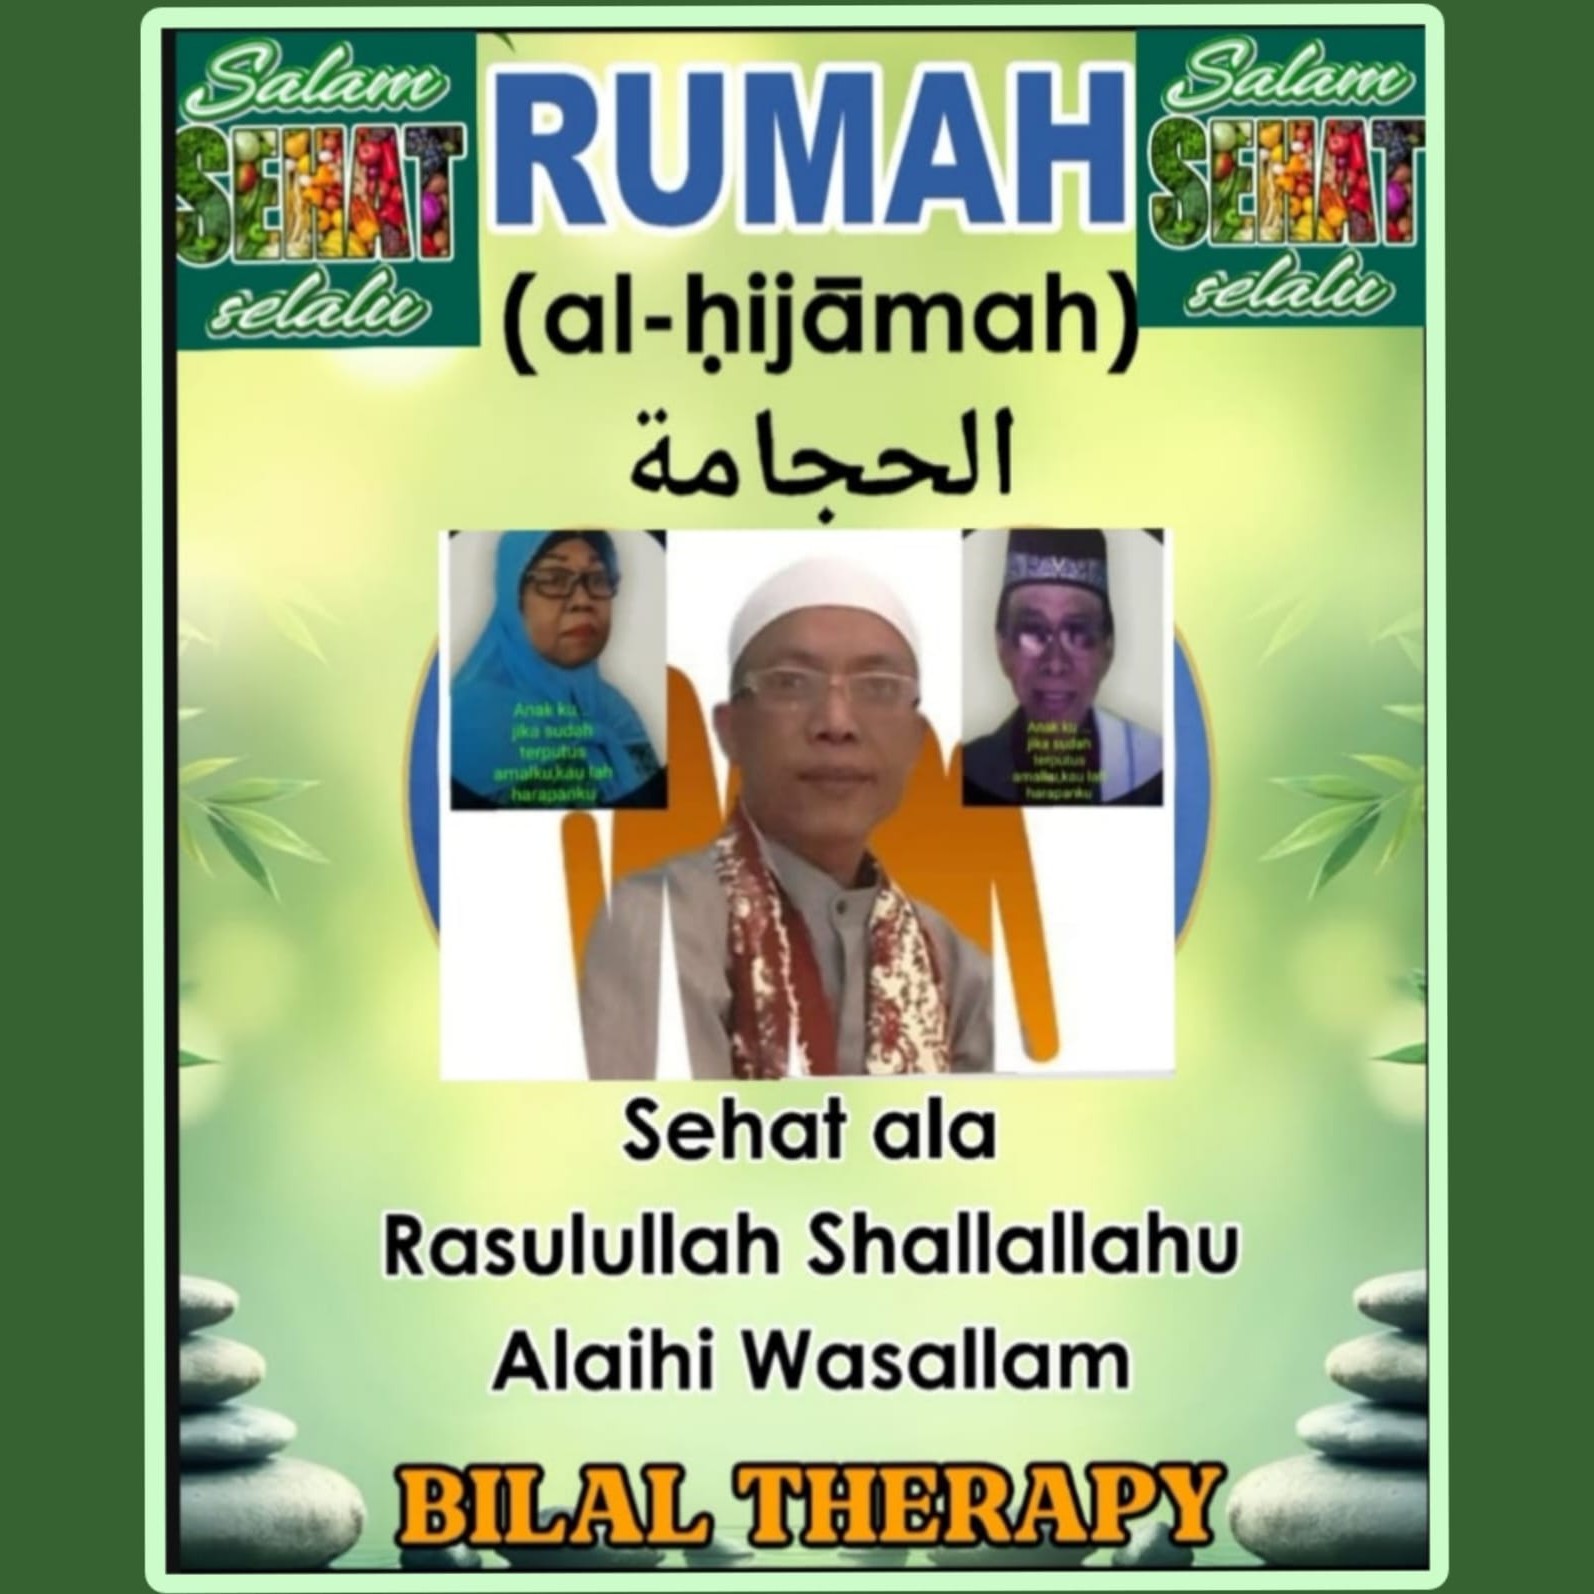 Salam
SEHAT
selalu
RUMAH
Salam
SEHAT
selalu
(al-ḥijāmah)
الحجامة
Anak ku
jika sudah
terputus
amalku,kau lah
harapanku
Anak ku
jika sudah
terputus
amalku,kau lah
harapanku
Sehat ala
Rasulullah Shallallahu
Alaihi Wasallam
BILAL THERAPY